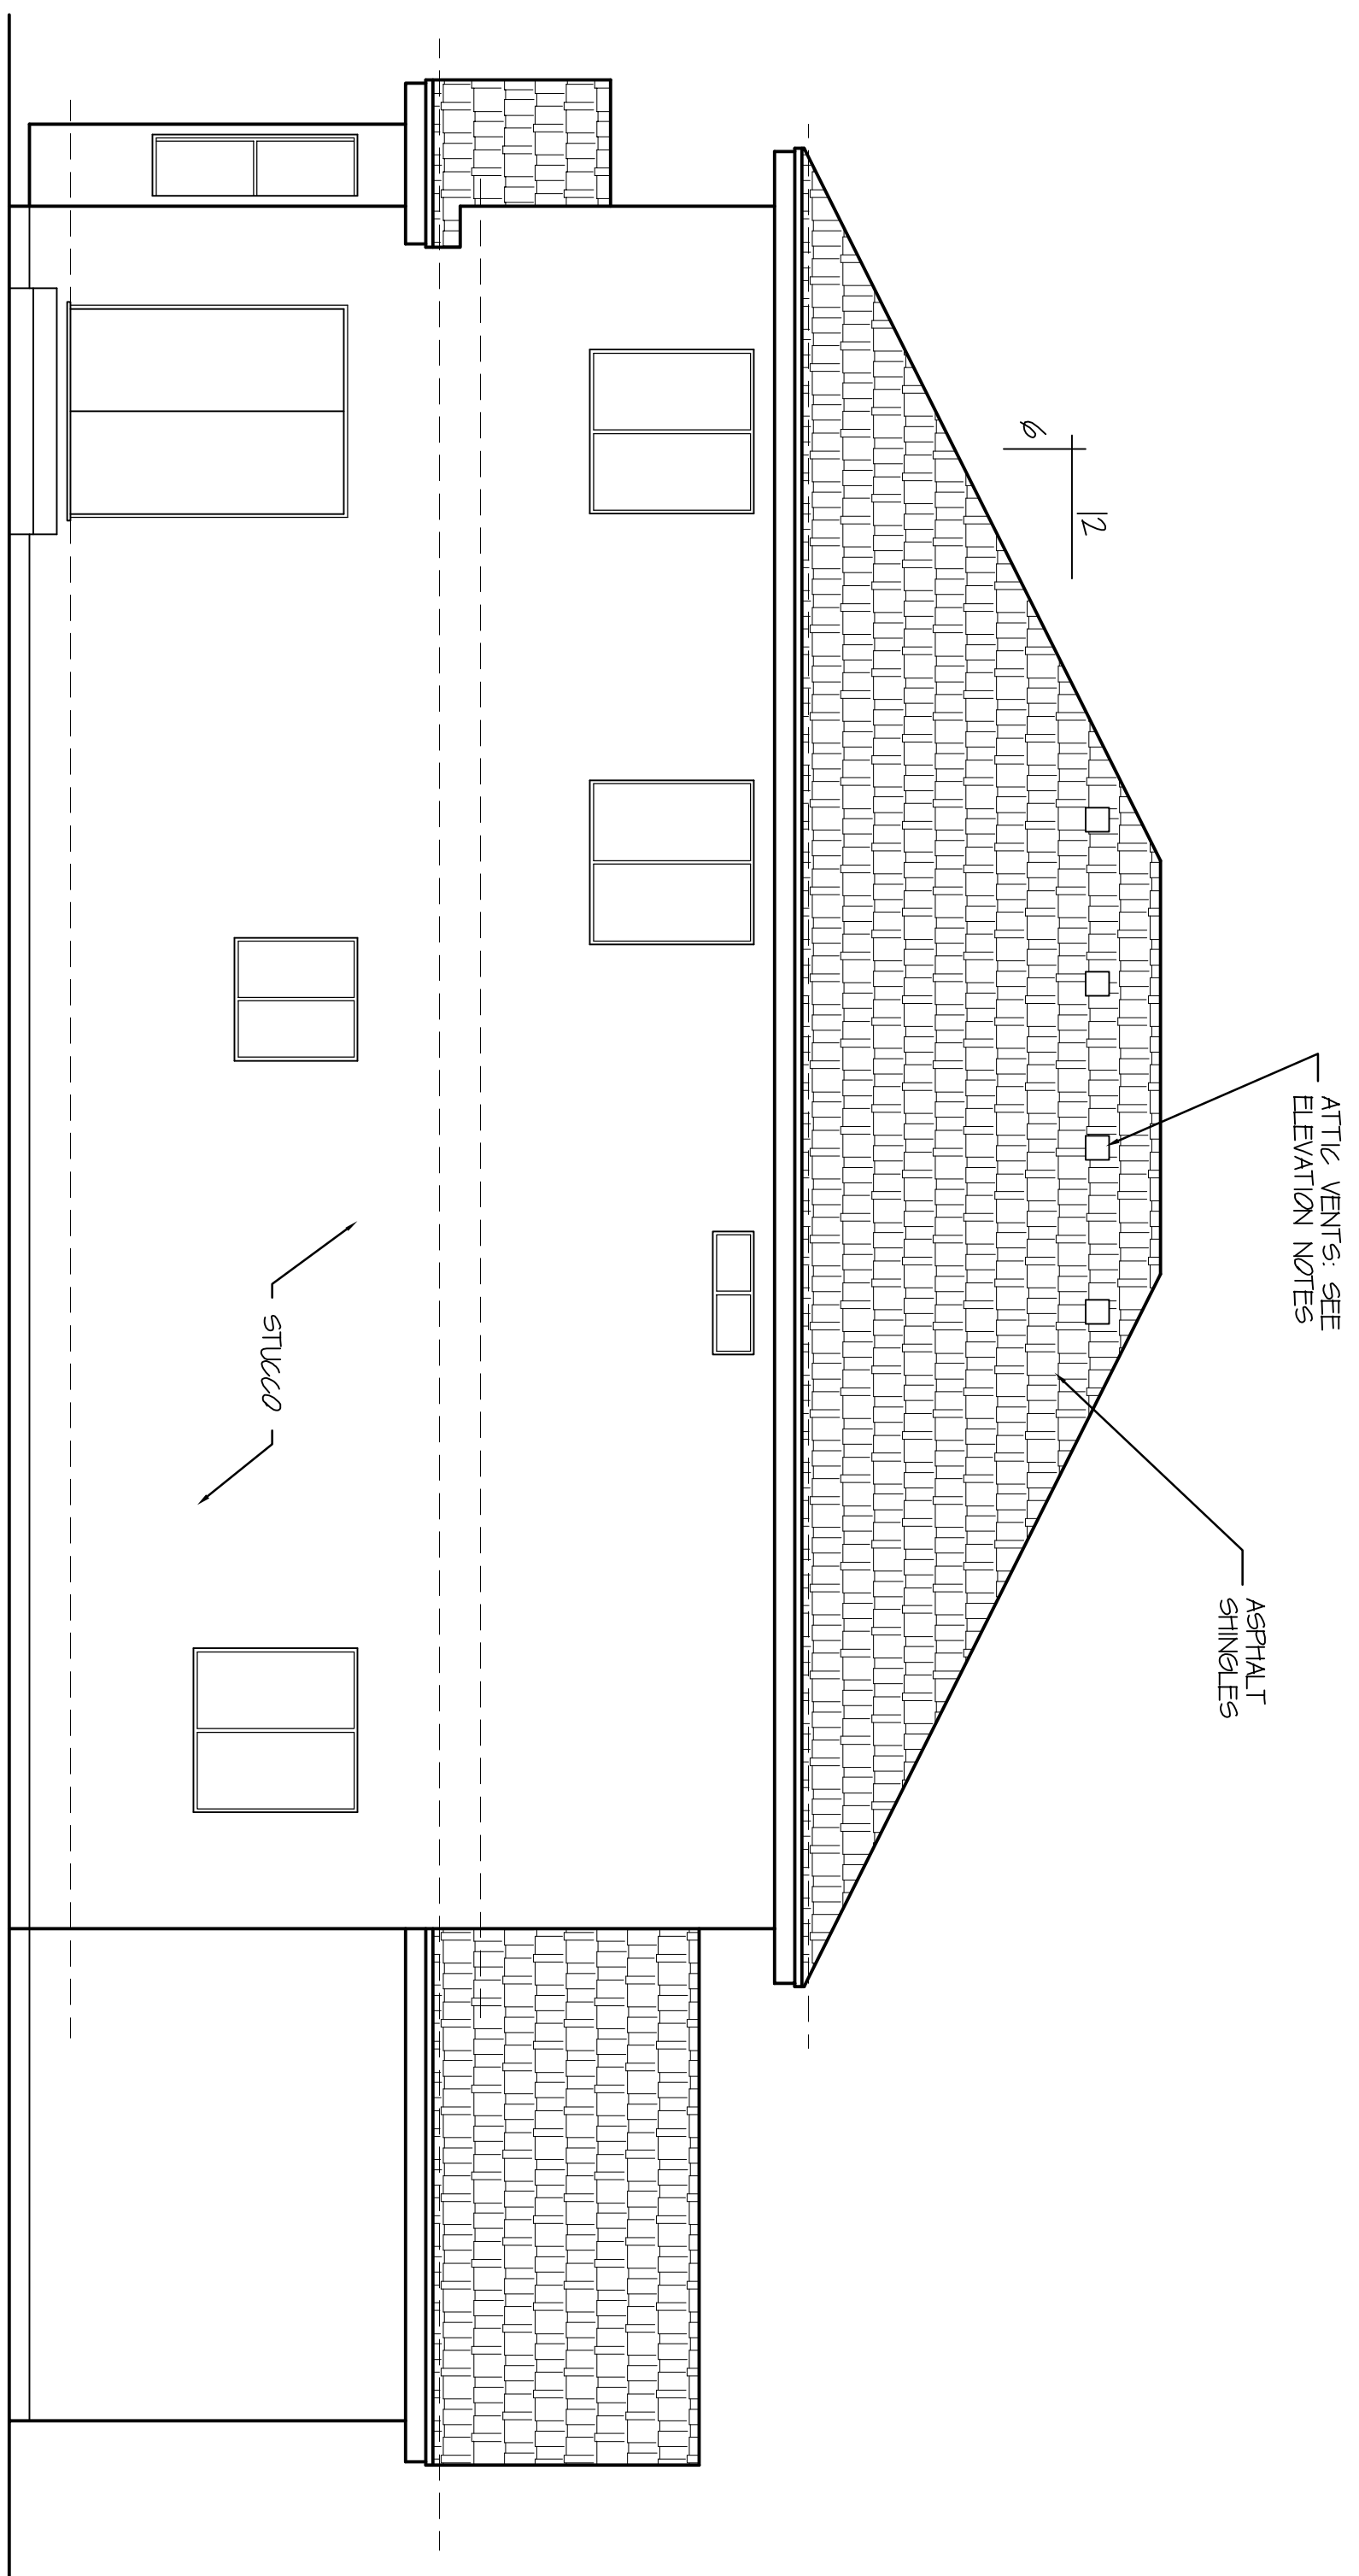 ATTIC VENTS: SEE
ELEVATION NOTES
12
6
ASPHALT
SHINGLES
STUCCO